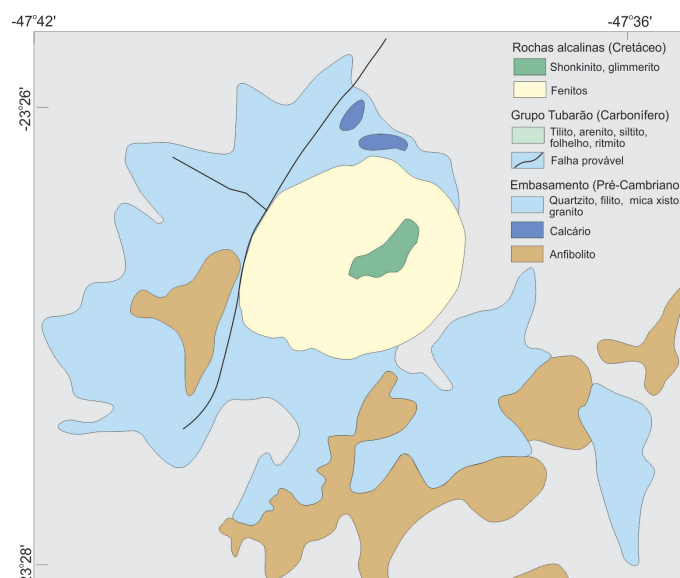 -47°42'
-47°36'
-23°26'
23°28'
Rochas alcalinas (Cretáceo)
Shonkinito, glimmerito
Fenitos
Grupo Tubarão (Carbonífero)
Tilito, arenito, siltito,
folhelho, ritmito
Falha provável
Embasamento (Pré-Cambriano
Quartzito, filito, mica xisto
granito
Calcário
Anfibolito